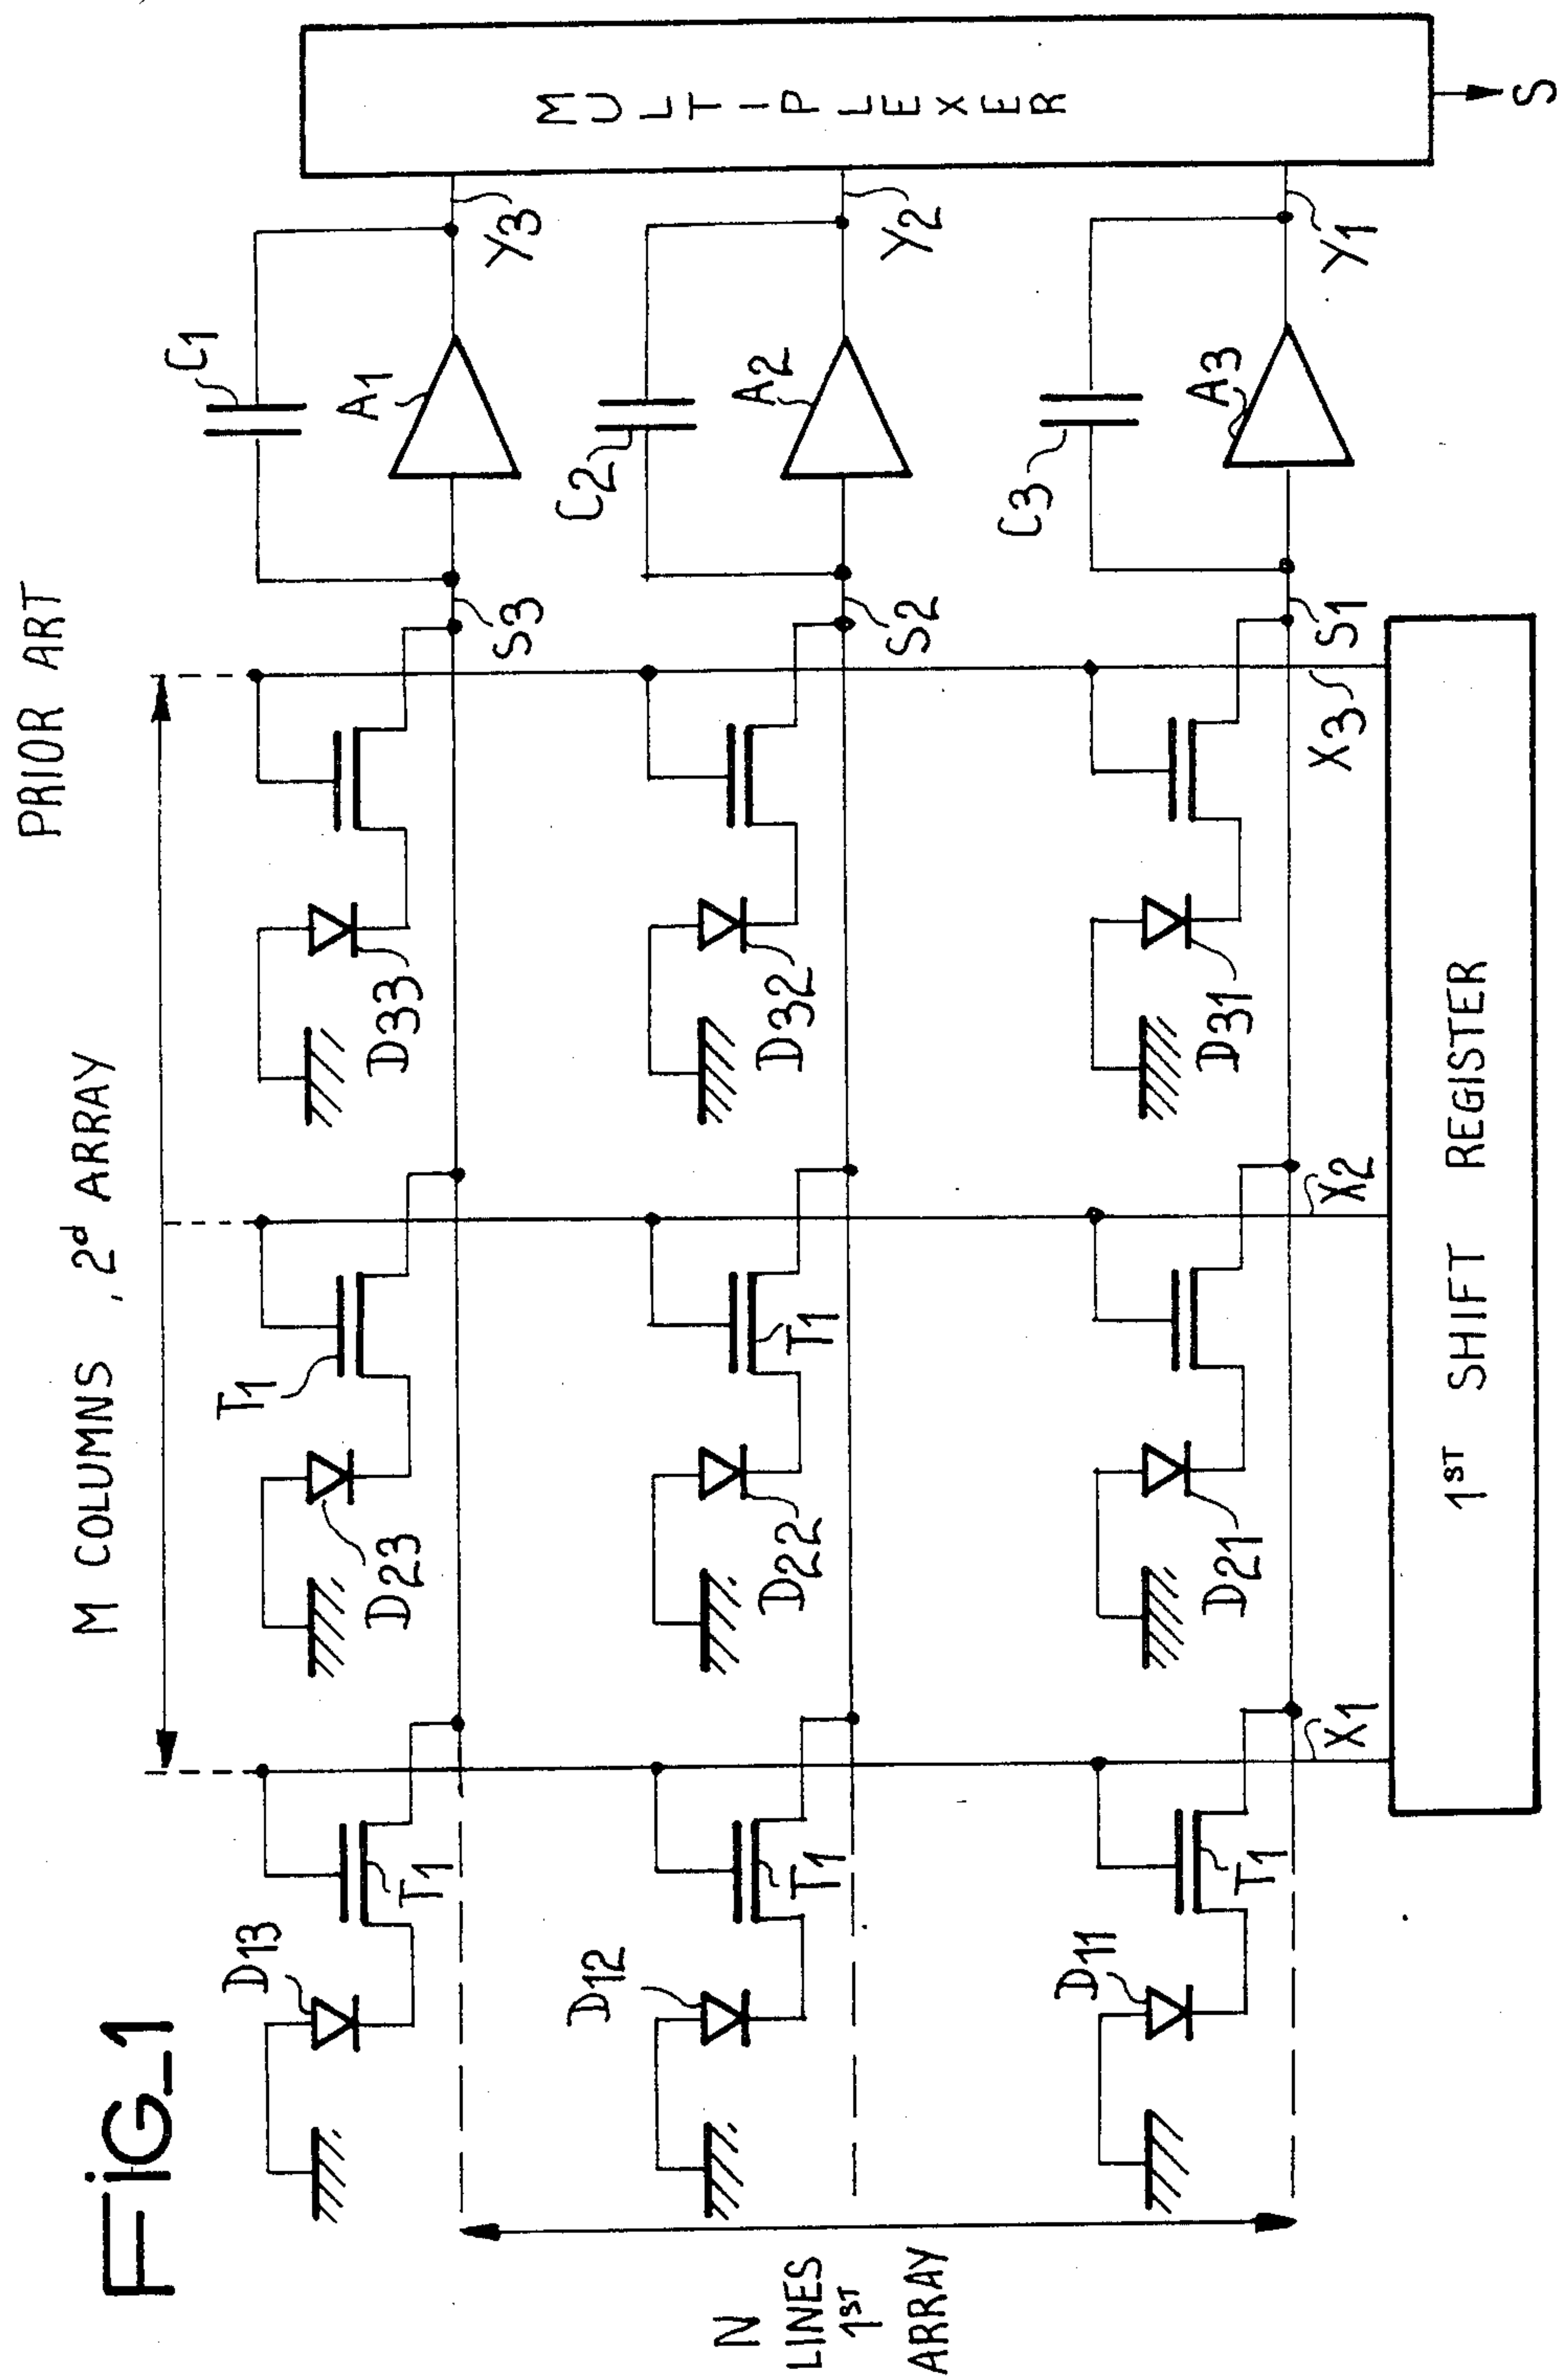 FiG_1
PRIOR ART
M COLUMNS , 2d ARRAY
N
LINES
1ST
ARRAY
D13
T1
D23
T1
D33
S3
C1
A1
Y3
D12
T1
D22
T1
D32
S2
C2
A2
Y2
D11
T1
D21
D31
S1
C3
A3
Y1
X1
X2
X3
1ST SHIFT REGISTER
MULTIPLEXER
S